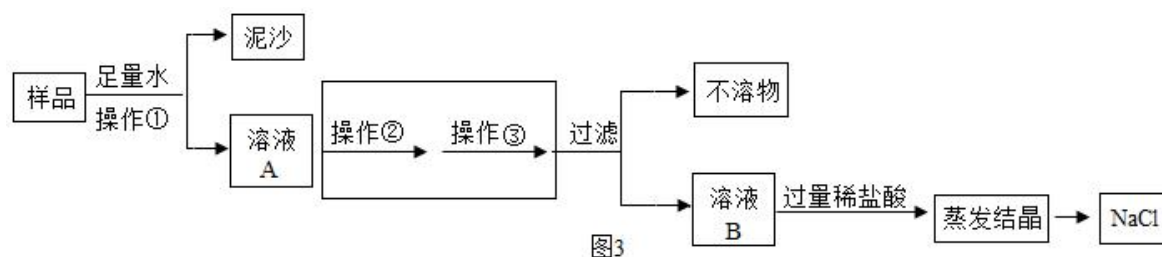 样品
足量水
操作①
泥沙
溶液
A
操作②
操作③
过滤
不溶物
溶液
B
过量稀盐酸
蒸发结晶
NaCl
图3